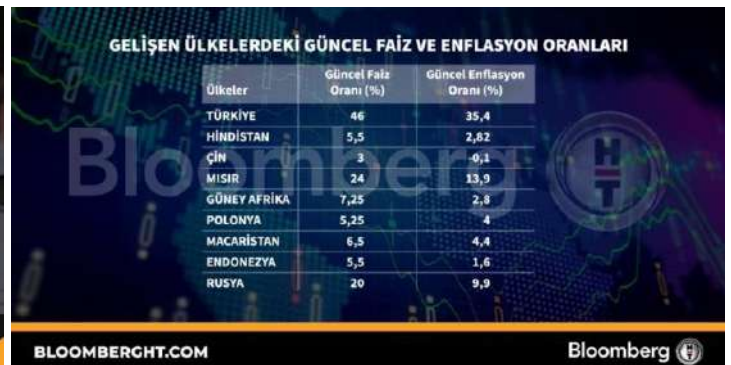 GELİŞEN ÜLKELERDEKİ GÜNCEL FAİZ VE ENFLASYON ORANLARI
Ülkeler Güncel Faiz Oranı (%) Güncel Enflasyon Oranı (%)
TÜRKİYE 46 35,4
HİNDİSTAN 5,5 2,82
ÇİN 3 -0,1
MISIR 24 13,9
GÜNEY AFRİKA 7,25 2,8
POLONYA 5,25 4
MACARİSTAN 6,5 4,4
ENDONEZYA 5,5 1,6
RUSYA 20 9,9
Bloomberg HT
BLOOMBERGHT.COM
Bloomberg HT